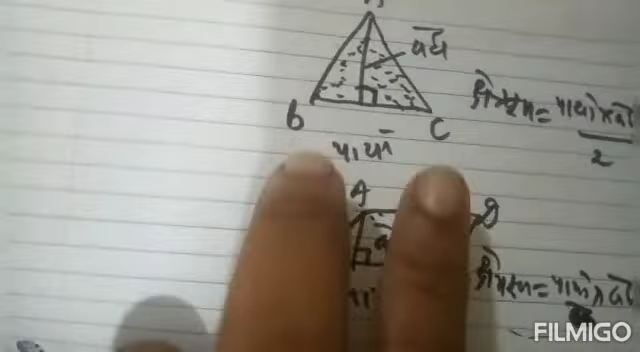 વેધ
ક્ષેત્રફળ = પાયો × વે
2
B
C
પાયો
A
D
ક્ષેત્રફળ = પાયો × વે
FILMIGO